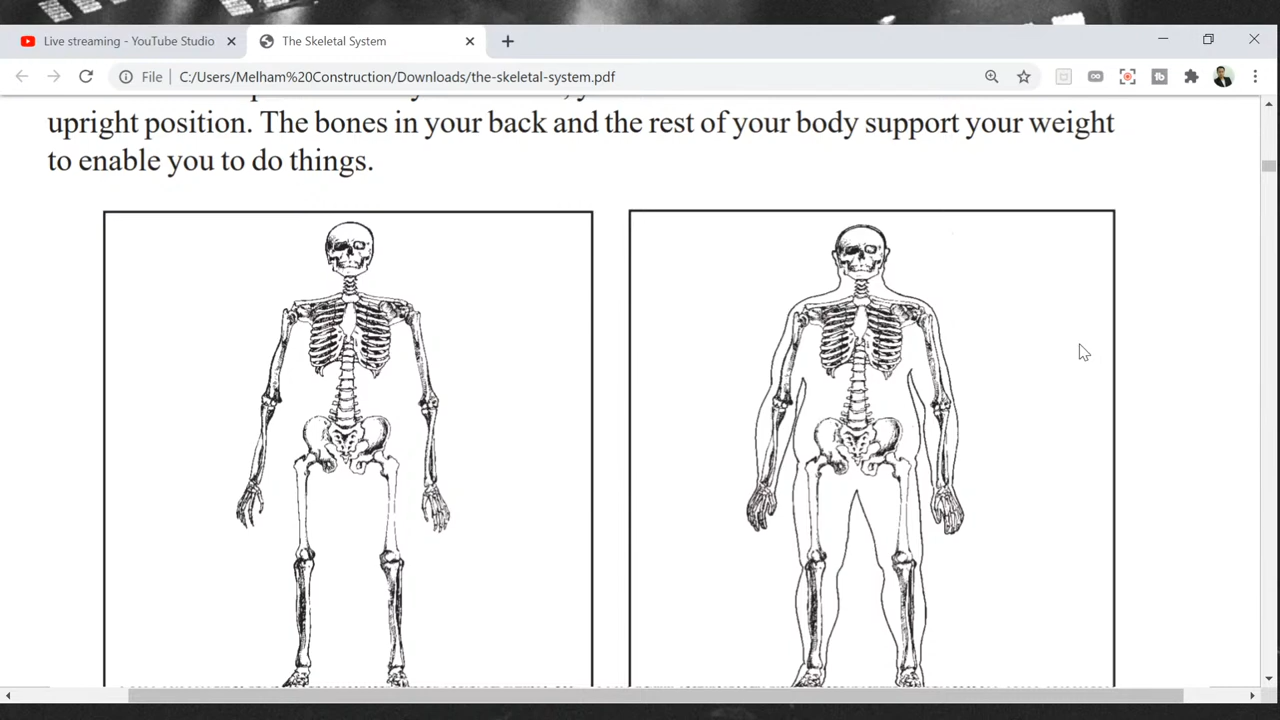 Live streaming - YouTube Studio
The Skeletal System
File
C:/Users/Melham%20Construction/Downloads/the-skeletal-system.pdf
upright position. The bones in your back and the rest of your body support your weight
to enable you to do things.